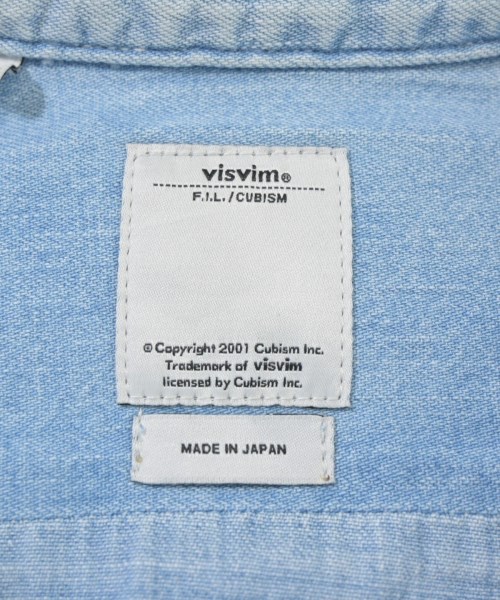 visvim®
F.I.L./CUBISM
© Copyright 2001 Cubism Inc.
Trademark of visvim
licensed by Cubism Inc.
MADE IN JAPAN